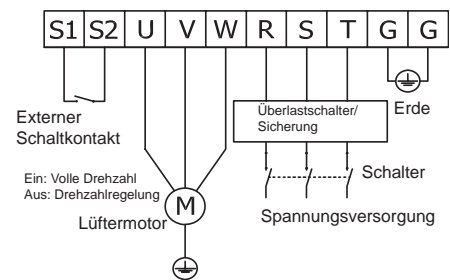 S1 S2 U V W R S T G G
Externer
Schaltkontakt
Überlastschalter/
Sicherung
Erde
Ein: Volle Drehzahl
Aus: Drehzahlregelung
Schalter
M
Lüftermotor
Spannungsversorgung